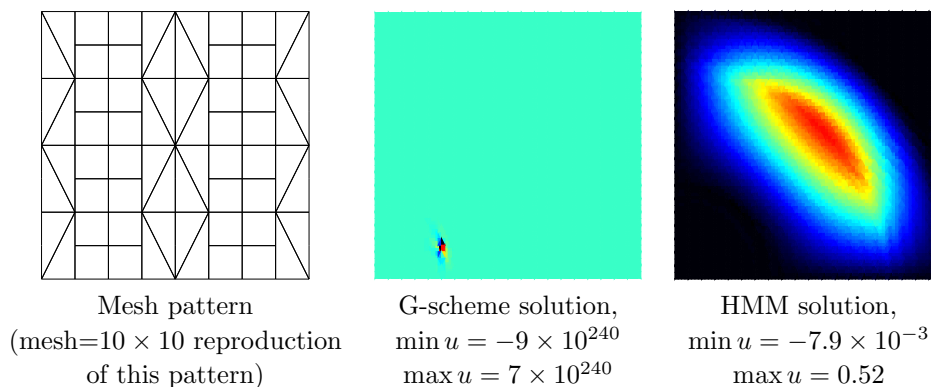 Mesh pattern
(mesh=10 × 10 reproduction
of this pattern)
G-scheme solution,
min u = −9 × 10^240
max u = 7 × 10^240
HMM solution,
min u = −7.9 × 10^−3
max u = 0.52